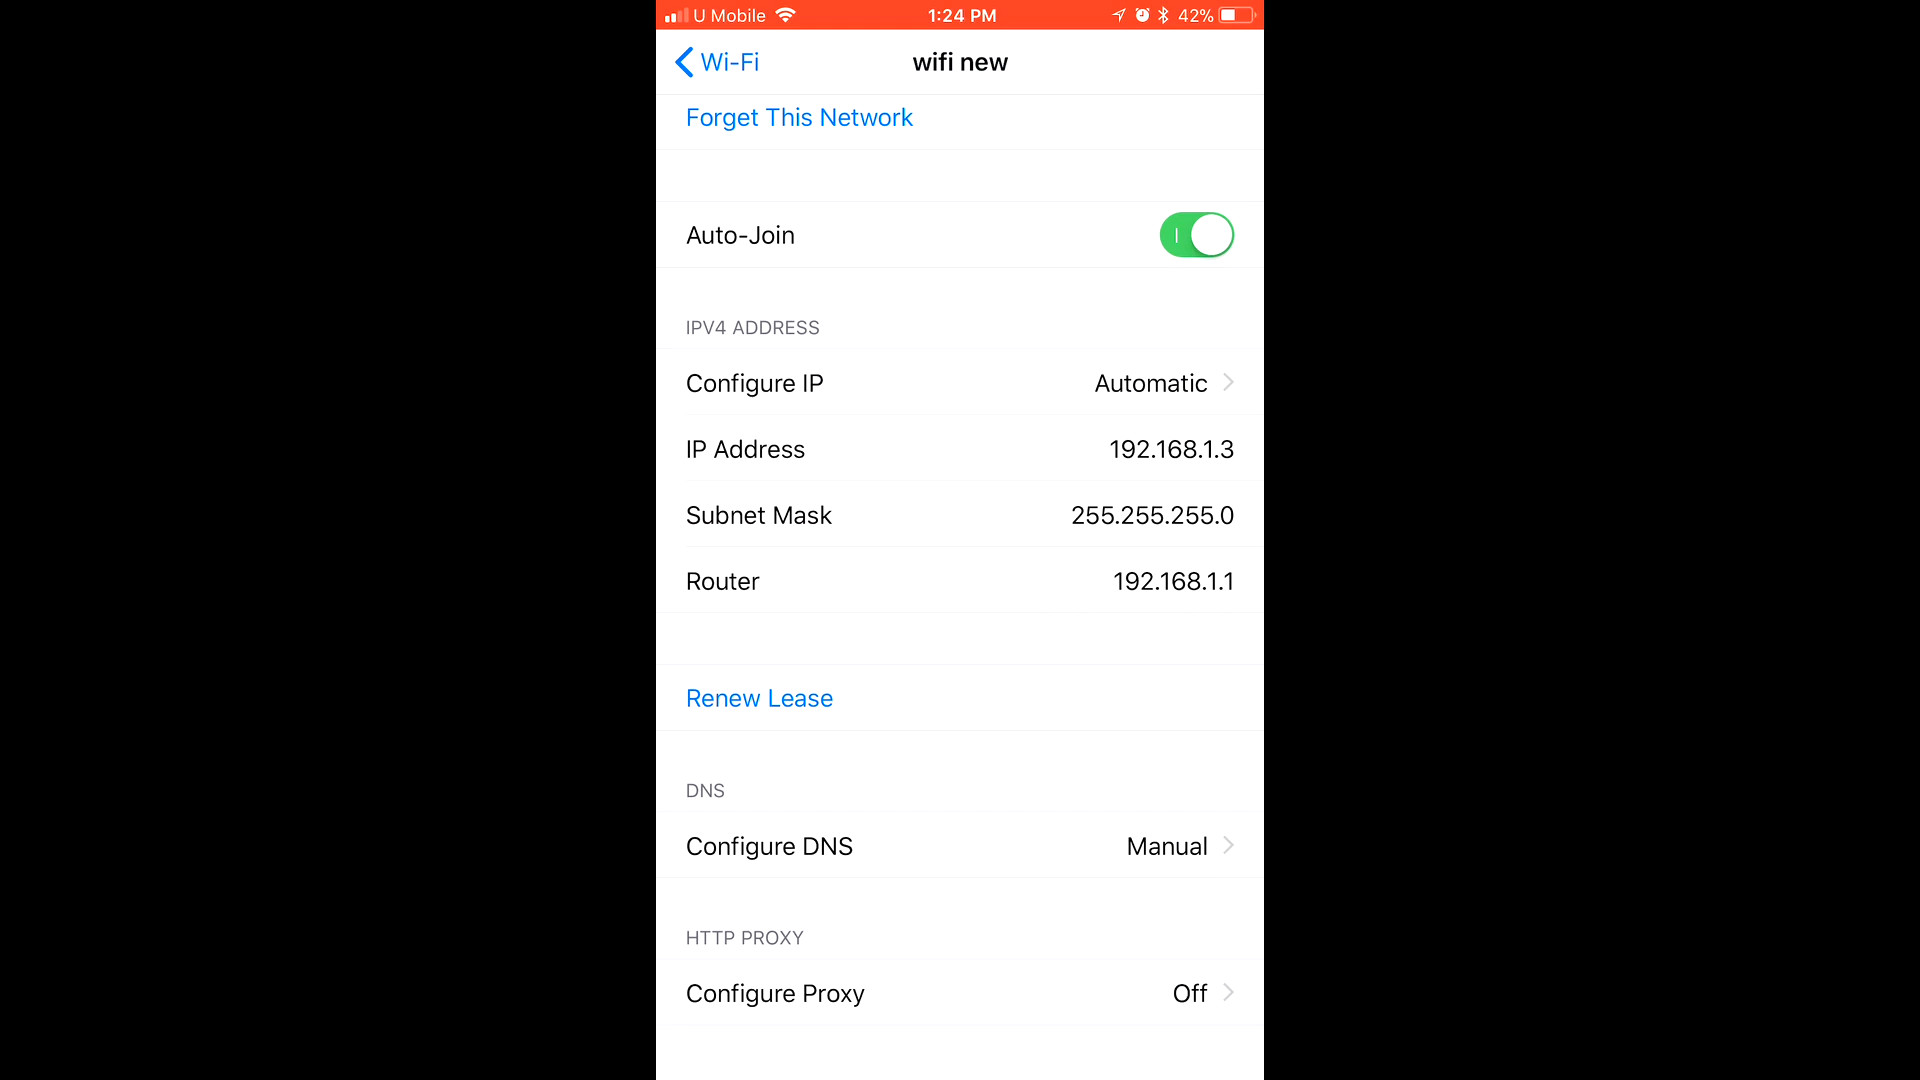 U Mobile 1:24 PM 42%
Wi-Fi wifi new
Forget This Network
Auto-Join
IPV4 ADDRESS
Configure IP Automatic
IP Address 192.168.1.3
Subnet Mask 255.255.255.0
Router 192.168.1.1
Renew Lease
DNS
Configure DNS Manual
HTTP PROXY
Configure Proxy Off